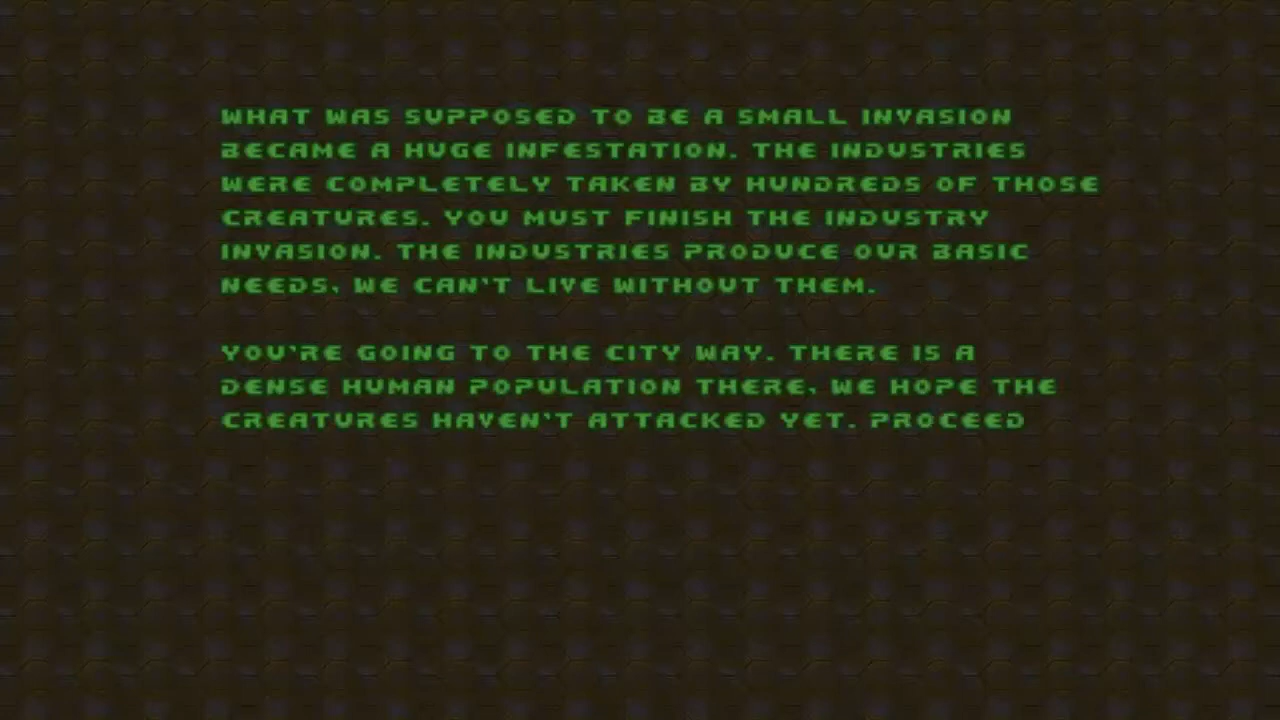 WHAT WAS SUPPOSED TO BE A SMALL INVASION
BECAME A HUGE INFESTATION. THE INDUSTRIES
WERE COMPLETELY TAKEN BY HUNDREDS OF THOSE
CREATURES. YOU MUST FINISH THE INDUSTRY
INVASION. THE INDUSTRIES PRODUCE OUR BASIC
NEEDS, WE CAN'T LIVE WITHOUT THEM.
YOU'RE GOING TO THE CITY WAY. THERE IS A
DENSE HUMAN POPULATION THERE, WE HOPE THE
CREATURES HAVEN'T ATTACKED YET. PROCEED